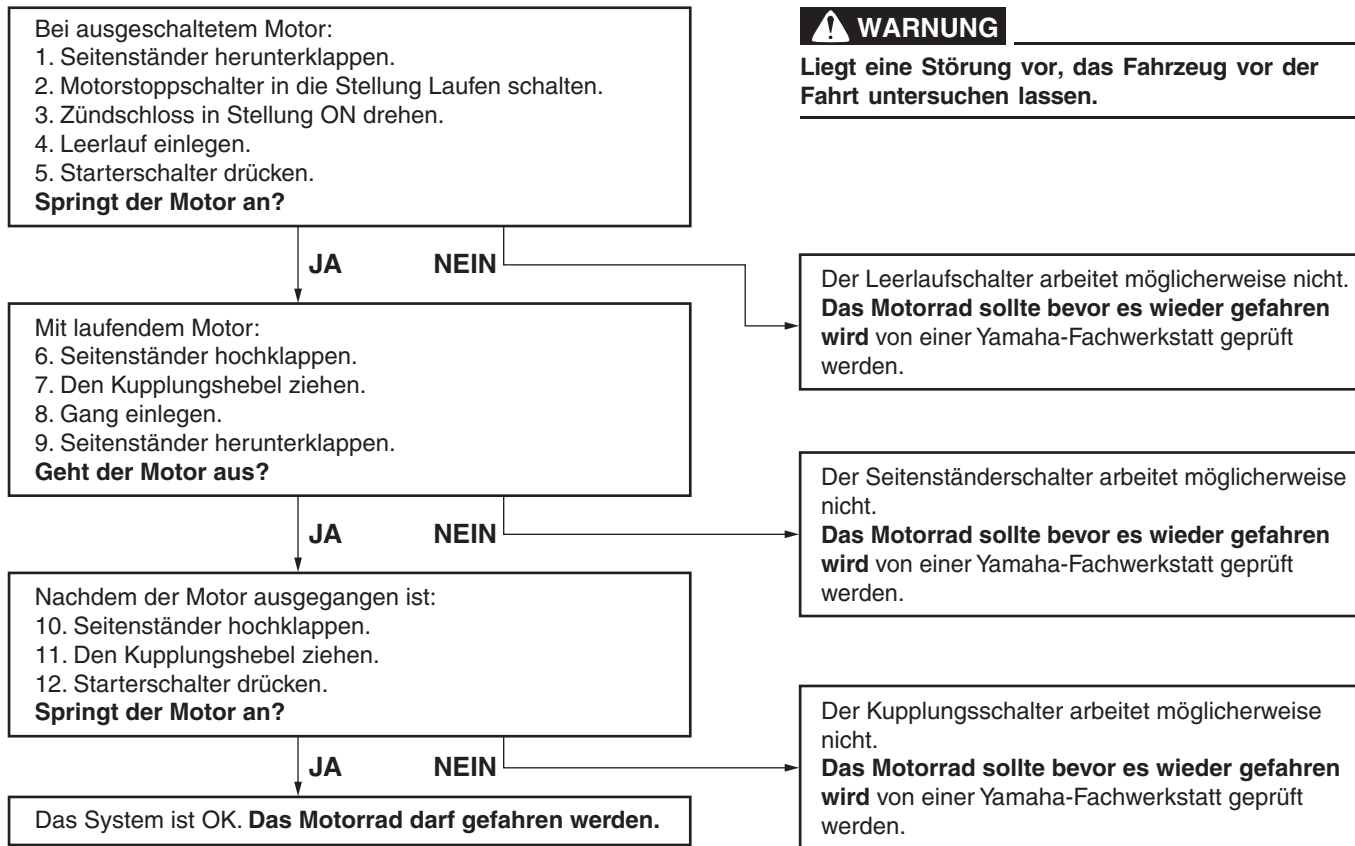 Bei ausgeschaltetem Motor:
1. Seitenständer herunterklappen.
2. Motorstoppschalter in die Stellung Laufen schalten.
3. Zündschloss in Stellung ON drehen.
4. Leerlauf einlegen.
5. Starterschalter drücken.
Springt der Motor an?
WARNUNG
Liegt eine Störung vor, das Fahrzeug vor der
Fahrt untersuchen lassen.
JA NEIN
Der Leerlaufschalter arbeitet möglicherweise nicht.
Das Motorrad sollte bevor es wieder gefahren
wird von einer Yamaha-Fachwerkstatt geprüft
werden.
Mit laufendem Motor:
6. Seitenständer hochklappen.
7. Den Kupplungshebel ziehen.
8. Gang einlegen.
9. Seitenständer herunterklappen.
Geht der Motor aus?
JA NEIN
Der Seitenständerschalter arbeitet möglicherweise
nicht.
Das Motorrad sollte bevor es wieder gefahren
wird von einer Yamaha-Fachwerkstatt geprüft
werden.
Nachdem der Motor ausgegangen ist:
10. Seitenständer hochklappen.
11. Den Kupplungshebel ziehen.
12. Starterschalter drücken.
Springt der Motor an?
JA NEIN
Der Kupplungsschalter arbeitet möglicherweise
nicht.
Das Motorrad sollte bevor es wieder gefahren
wird von einer Yamaha-Fachwerkstatt geprüft
werden.
Das System ist OK. Das Motorrad darf gefahren werden.